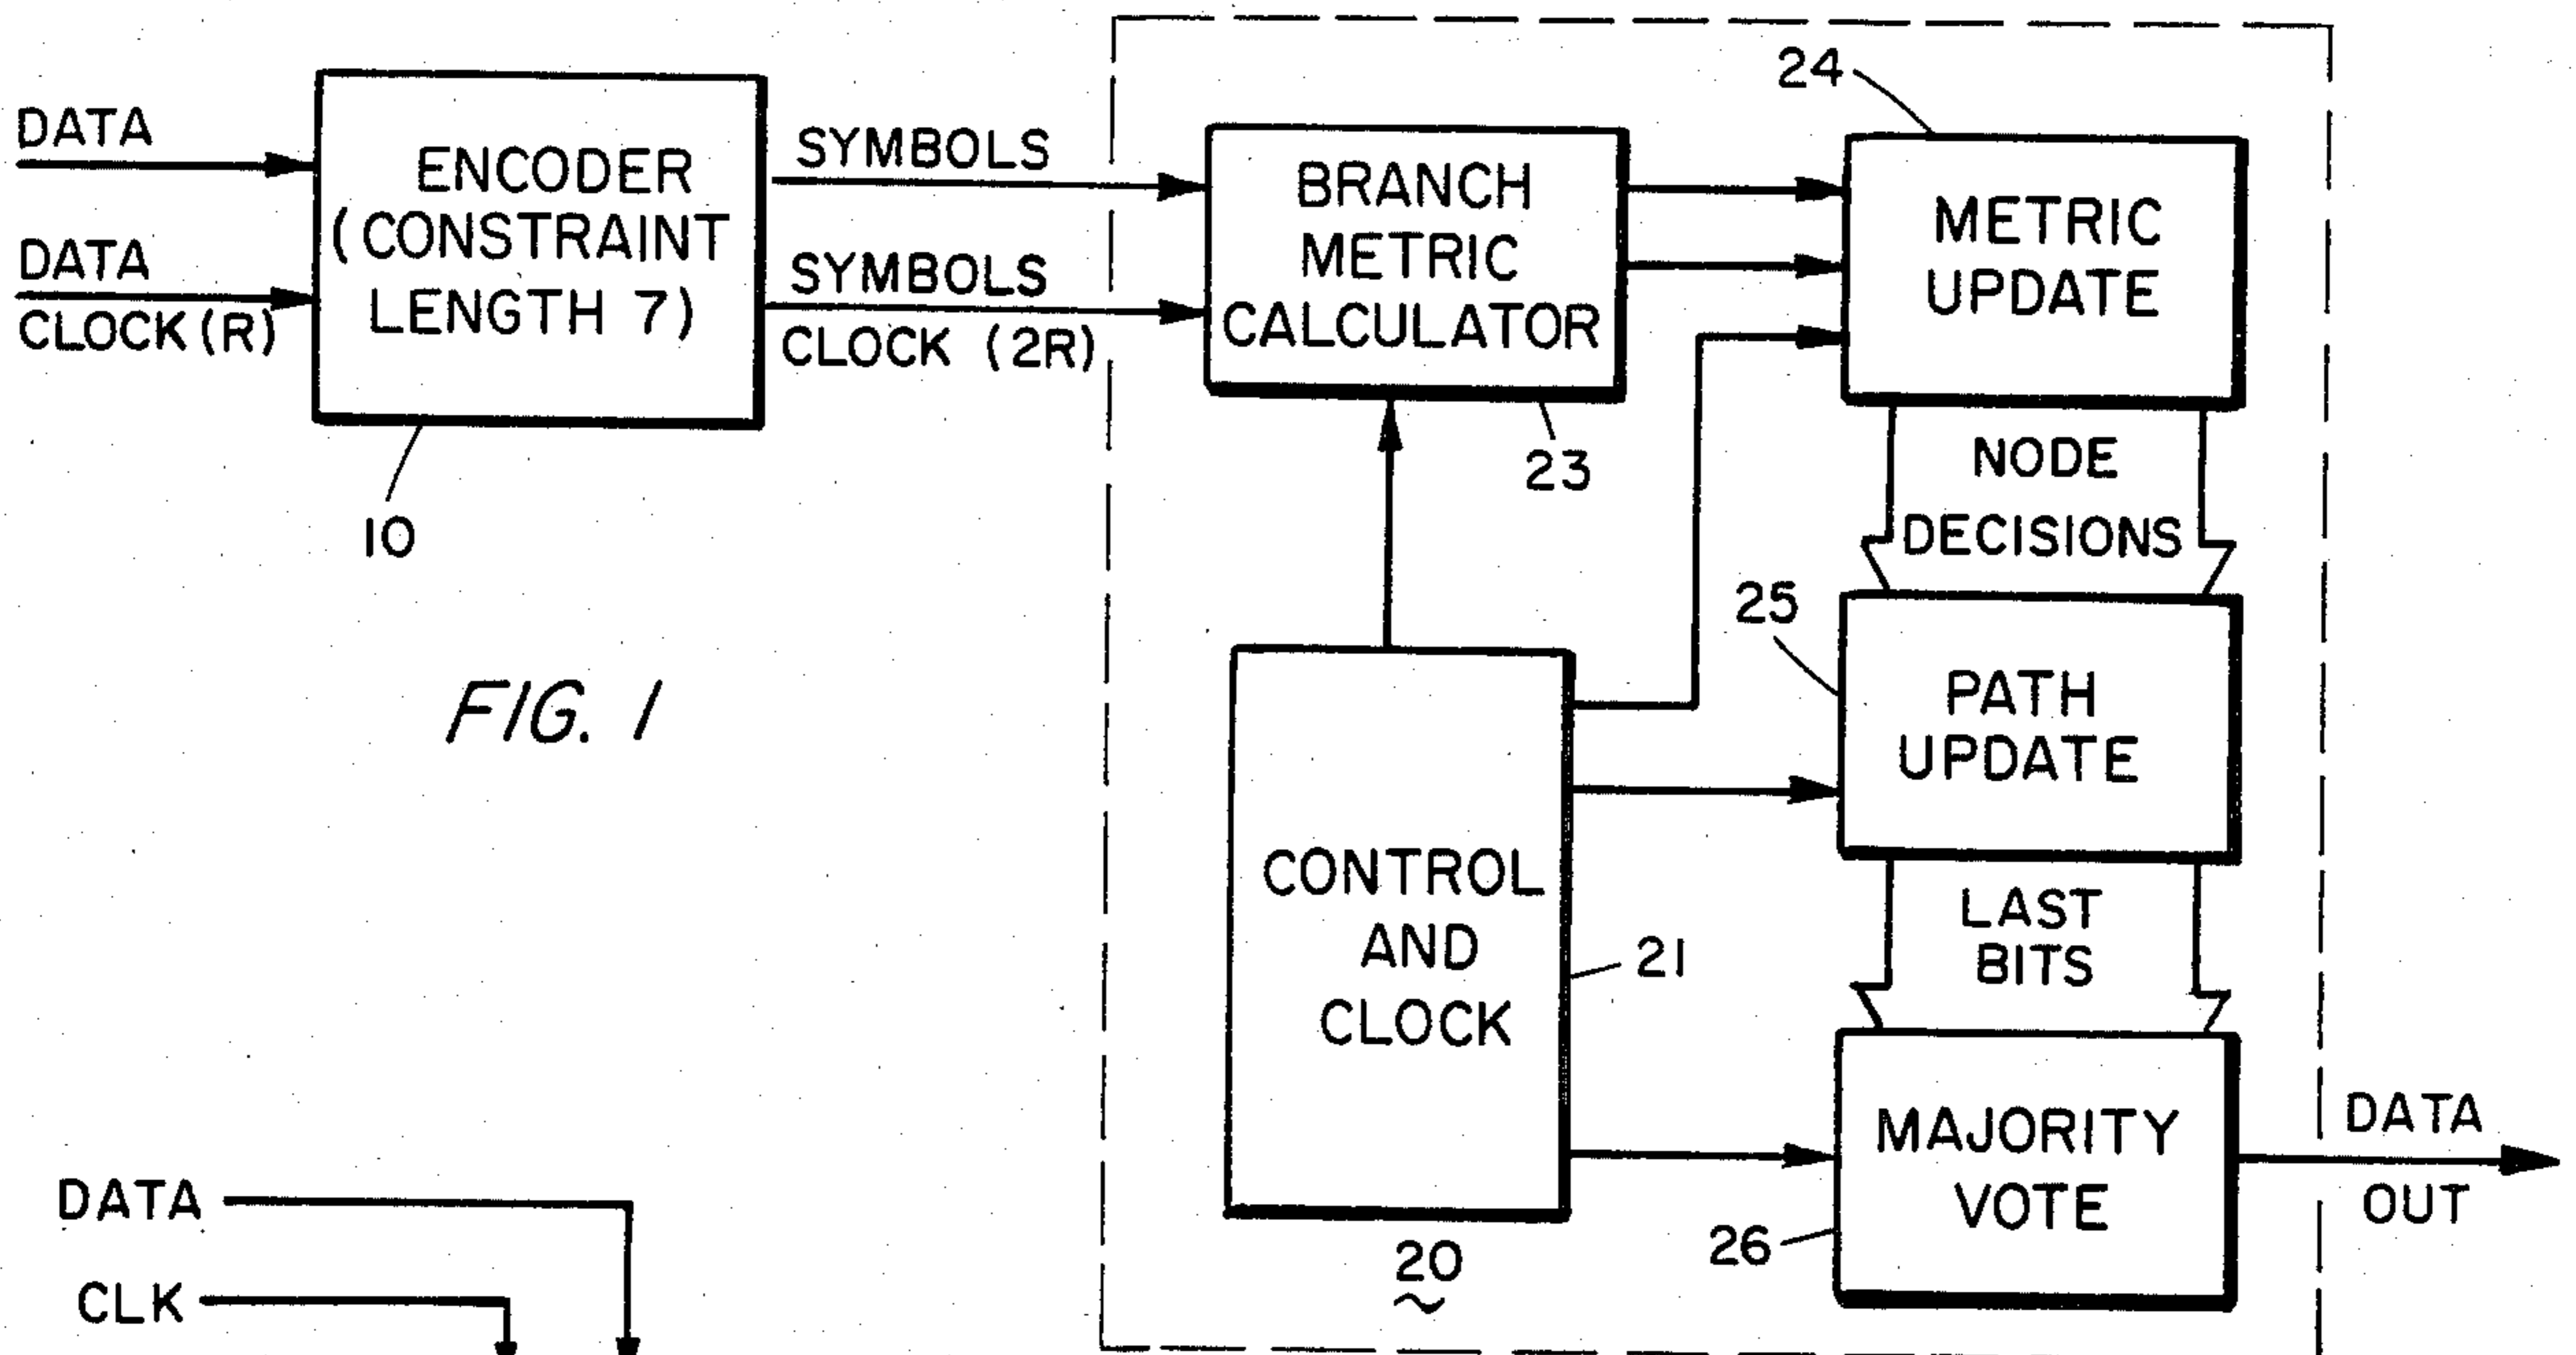 DATA
DATA
CLOCK (R)
ENCODER
(CONSTRAINT
LENGTH 7)
10
SYMBOLS
SYMBOLS
CLOCK (2R)
BRANCH
METRIC
CALCULATOR
23
24
METRIC
UPDATE
NODE
DECISIONS
25
PATH
UPDATE
LAST
BITS
CONTROL
AND
CLOCK
21
20
26
MAJORITY
VOTE
DATA
OUT
FIG. 1
DATA
CLK